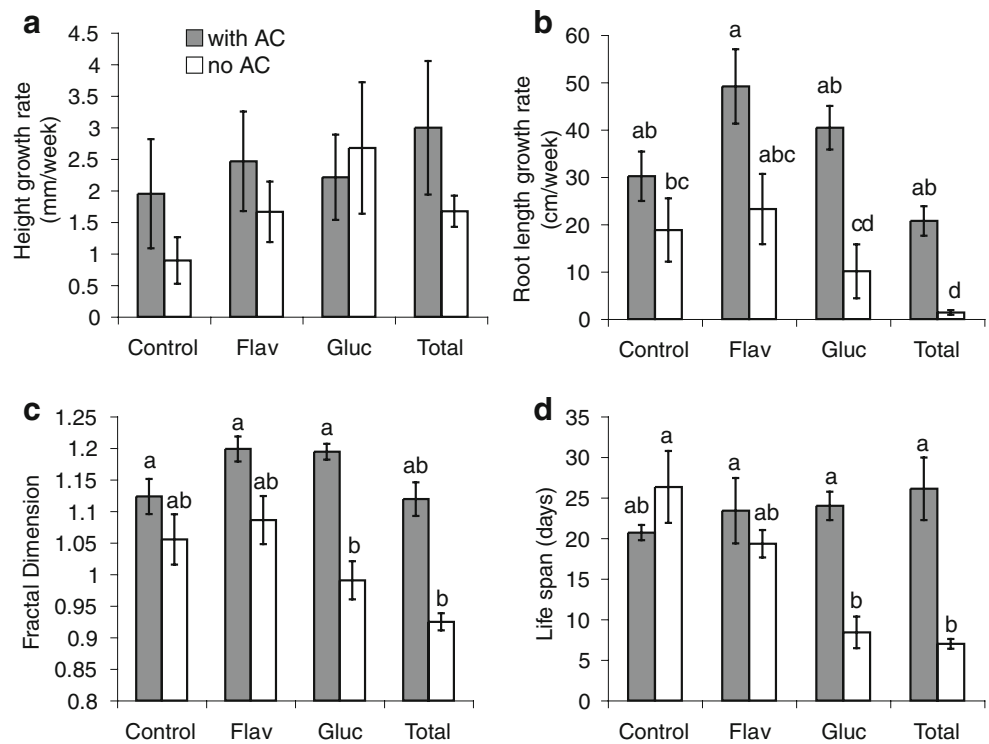 a
with AC
no AC
Height growth rate
(mm/week)
4.5
4
3.5
3
2.5
2
1.5
1
0.5
0
Control Flav Gluc Total
b
Root length growth rate
(cm/week)
60
50
40
30
20
10
0
ab
bc
a
abc
ab
cd
ab
d
Control Flav Gluc Total
c
Fractal Dimension
1.25
1.2
1.15
1.1
1.05
1
0.95
0.9
0.85
0.8
a
ab
a
ab
a
b
ab
b
Control Flav Gluc Total
d
Life span (days)
35
30
25
20
15
10
5
0
ab
a
a
ab
a
b
a
b
Control Flav Gluc Total